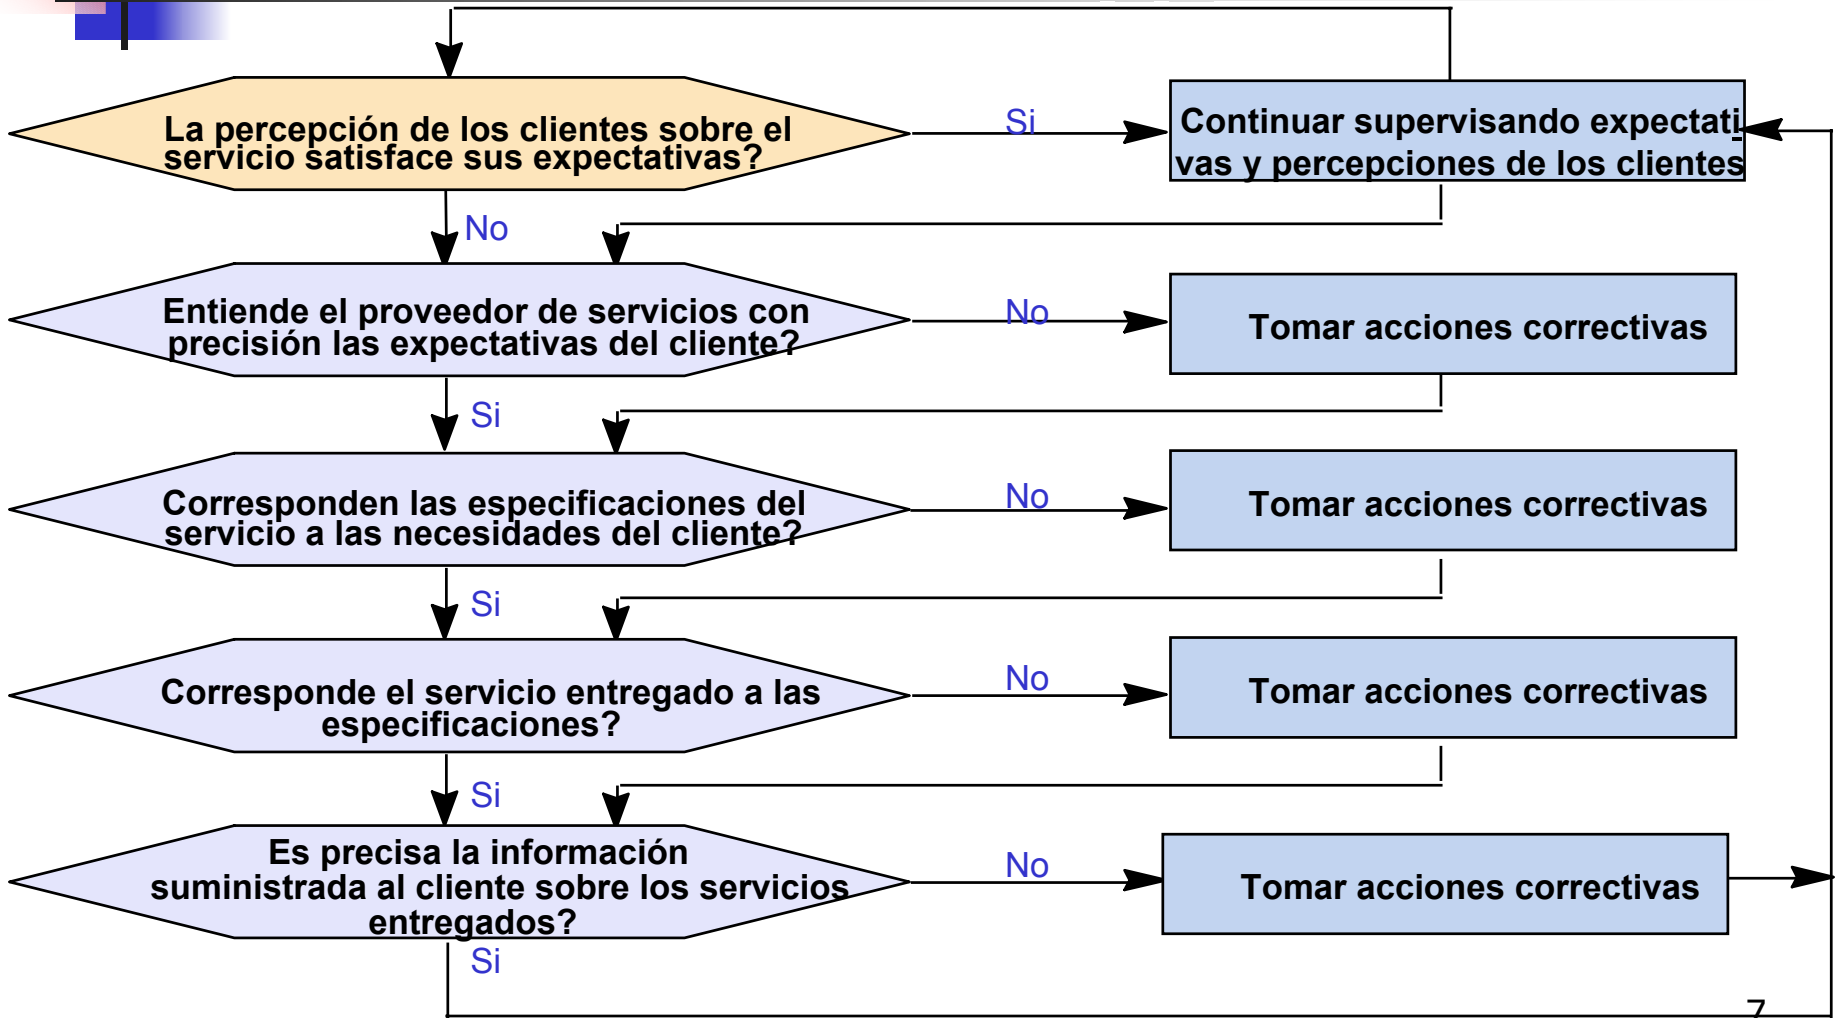 La percepción de los clientes sobre el
servicio satisface sus expectativas?
Si
Continuar supervisando expectati
vas y percepciones de los clientes
No
Entiende el proveedor de servicios con
precisión las expectativas del cliente?
No
Tomar acciones correctivas
Si
Corresponden las especificaciones del
servicio a las necesidades del cliente?
No
Tomar acciones correctivas
Si
Corresponde el servicio entregado a las
especificaciones?
No
Tomar acciones correctivas
Si
Es precisa la información
suministrada al cliente sobre los servicios
entregados?
No
Tomar acciones correctivas
Si
7